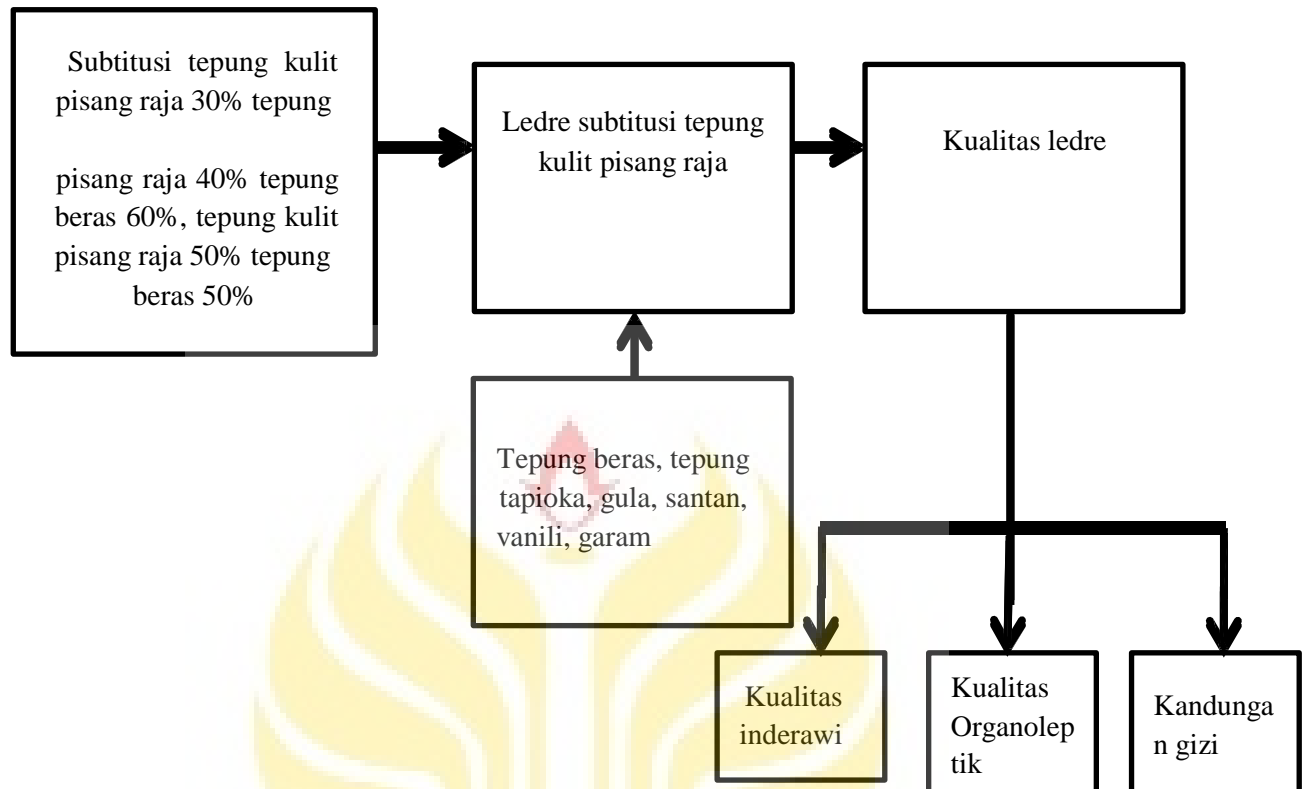 Subtitusi tepung kulit
pisang raja 30% tepung
pisang raja 40% tepung
beras 60%, tepung kulit
pisang raja 50% tepung
beras 50%
Ledre subtitusi tepung
kulit pisang raja
Kualitas ledre
Tepung beras, tepung
tapioka, gula, santan,
vanili, garam
Kualitas
inderawi
Kualitas
Organolep
tik
Kandunga
n gizi